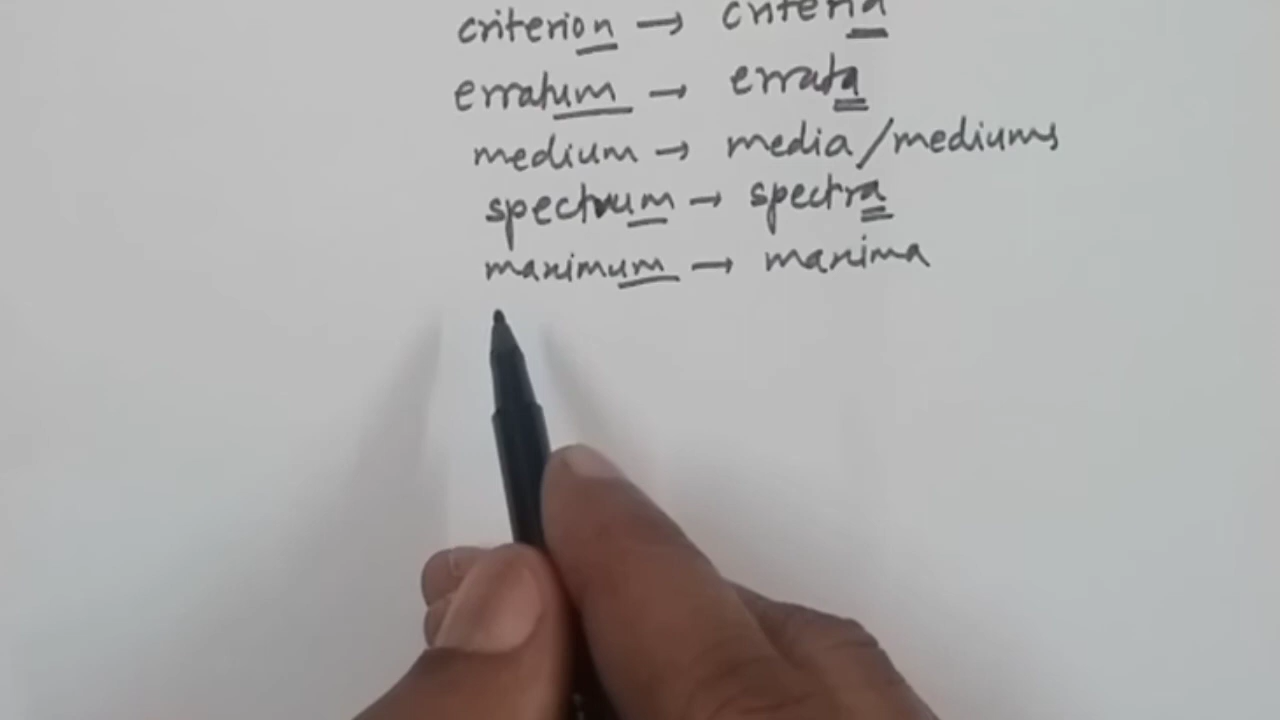 criterion → criteria
erratum → errata
medium → media/mediums
spectrum → spectra
maximum → maxima